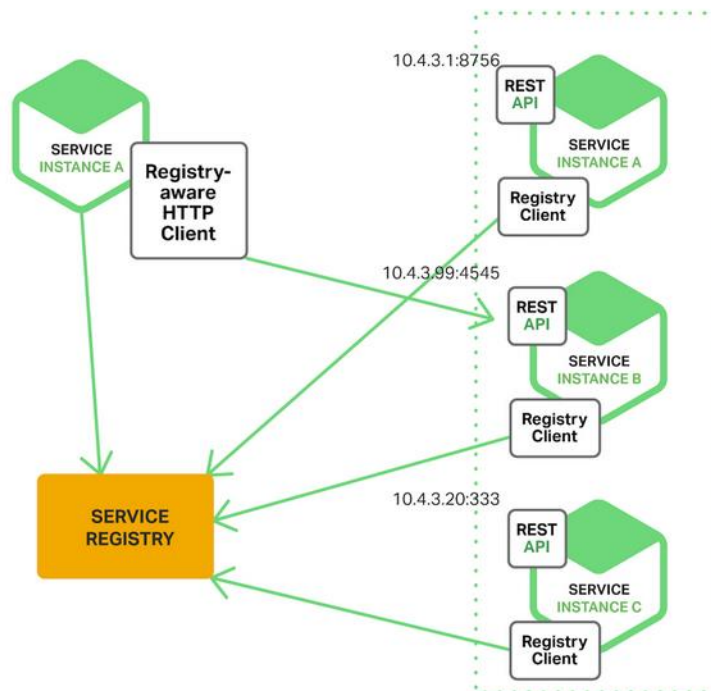 SERVICE
INSTANCE A
Registry-
aware
HTTP
Client
SERVICE
REGISTRY
10.4.3.1:8756
REST
API
SERVICE
INSTANCE A
Registry
Client
10.4.3.99:4545
REST
API
SERVICE
INSTANCE B
Registry
Client
10.4.3.20:333
REST
API
SERVICE
INSTANCE C
Registry
Client